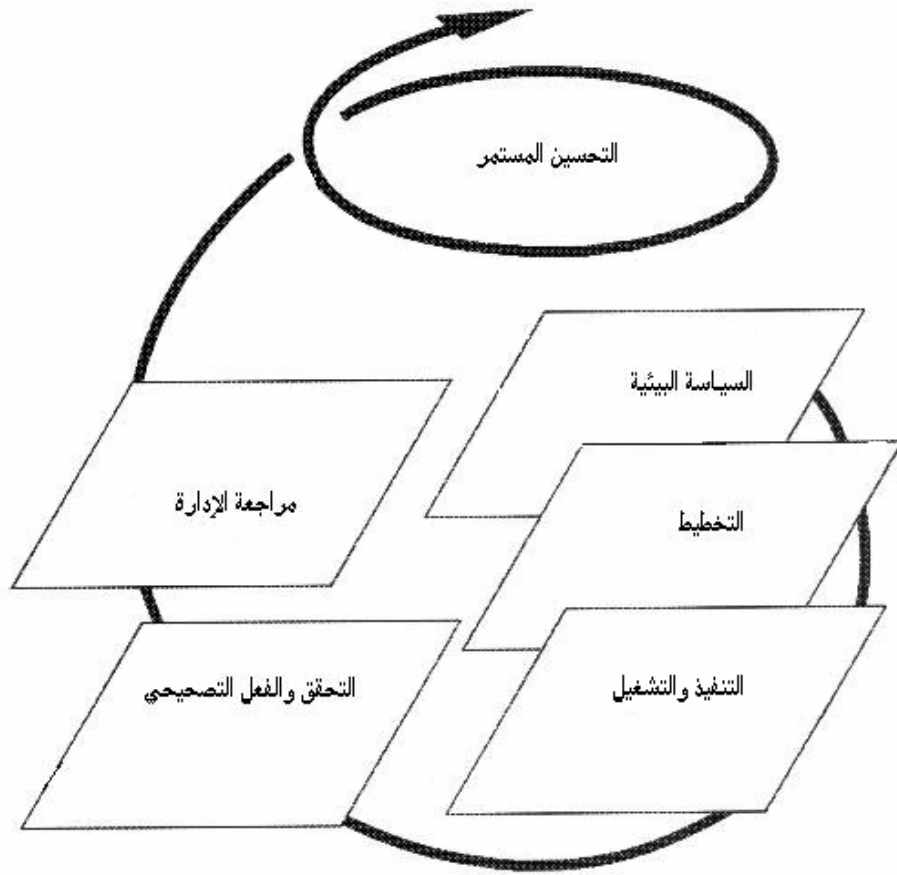 التحسين المستمر
السياسة البيئية
التخطيط
التنفيذ والتشغيل
التحقق والفعل التصحيحي
مراجعة الإدارة